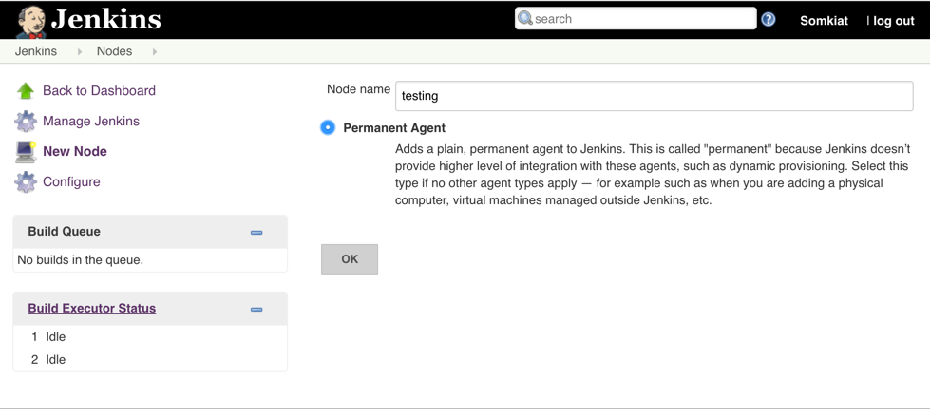 Jenkins
search
Somkiat
| log out
Jenkins
Nodes
Back to Dashboard
Manage Jenkins
New Node
Configure
Build Queue
No builds in the queue.
Build Executor Status
1 Idle
2 Idle
Node name
testing
Permanent Agent
Adds a plain, permanent agent to Jenkins. This is called "permanent" because Jenkins doesn't
provide higher level of integration with these agents, such as dynamic provisioning. Select this
type if no other agent types apply — for example such as when you are adding a physical
computer, virtual machines managed outside Jenkins, etc.
OK